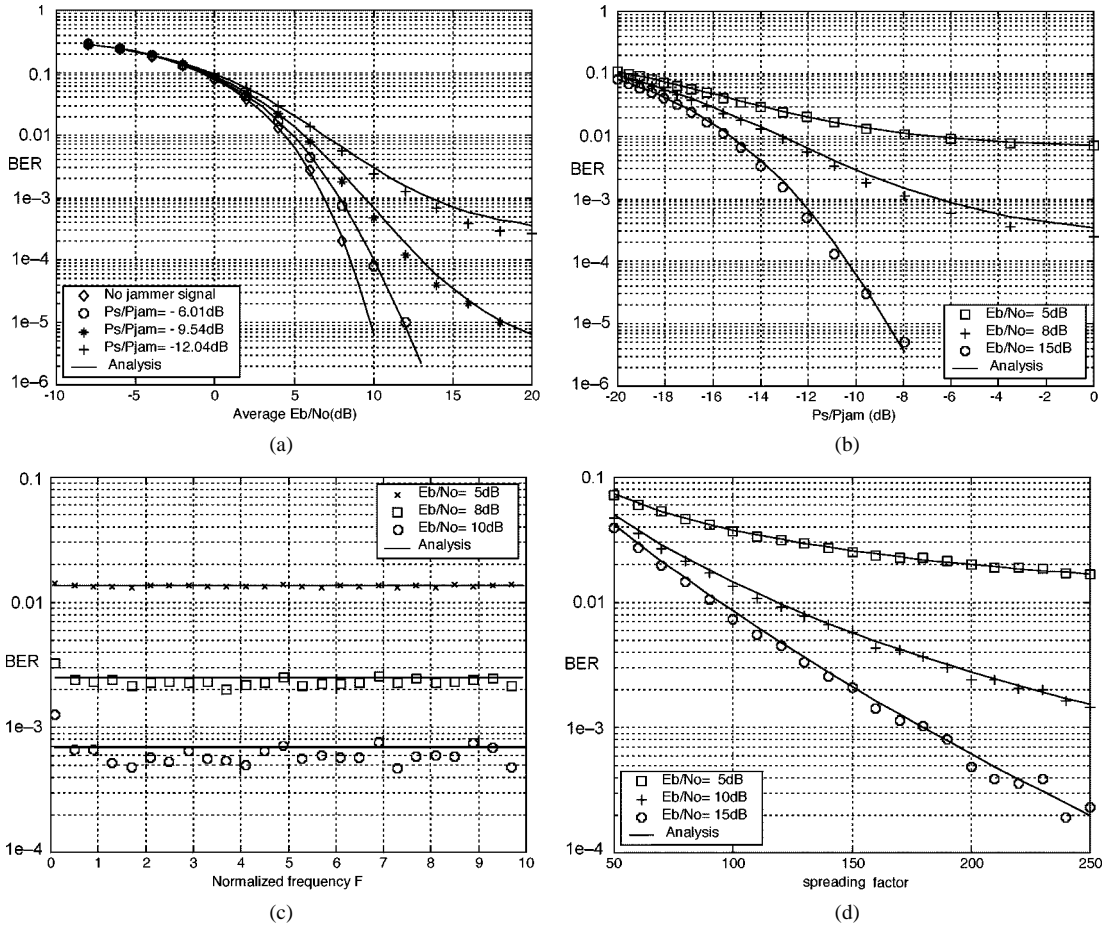 1
0.1
0.01
BER
1e-3
1e-4
1e-5
1e-6
No jammer signal
Ps/Pjam= - 6.01dB
Ps/Pjam= - 9.54dB
Ps/Pjam= -12.04dB
Analysis
-10 -5 0 5 10 15 20
Average Eb/No(dB)
(a)
1
0.1
0.01
BER
1e-3
1e-4
1e-5
1e-6
Eb/No= 5dB
Eb/No= 8dB
Eb/No= 15dB
Analysis
-20 -18 -16 -14 -12 -10 -8 -6 -4 -2 0
Ps/Pjam (dB)
(b)
0.1
0.01
BER
1e-3
1e-4
Eb/No= 5dB
Eb/No= 8dB
Eb/No= 10dB
Analysis
0 1 2 3 4 5 6 7 8 9 10
Normalized frequency F
(c)
0.1
0.01
BER
1e-3
1e-4
Eb/No= 5dB
Eb/No= 10dB
Eb/No= 15dB
Analysis
50 100 150 200 250
spreading factor
(d)